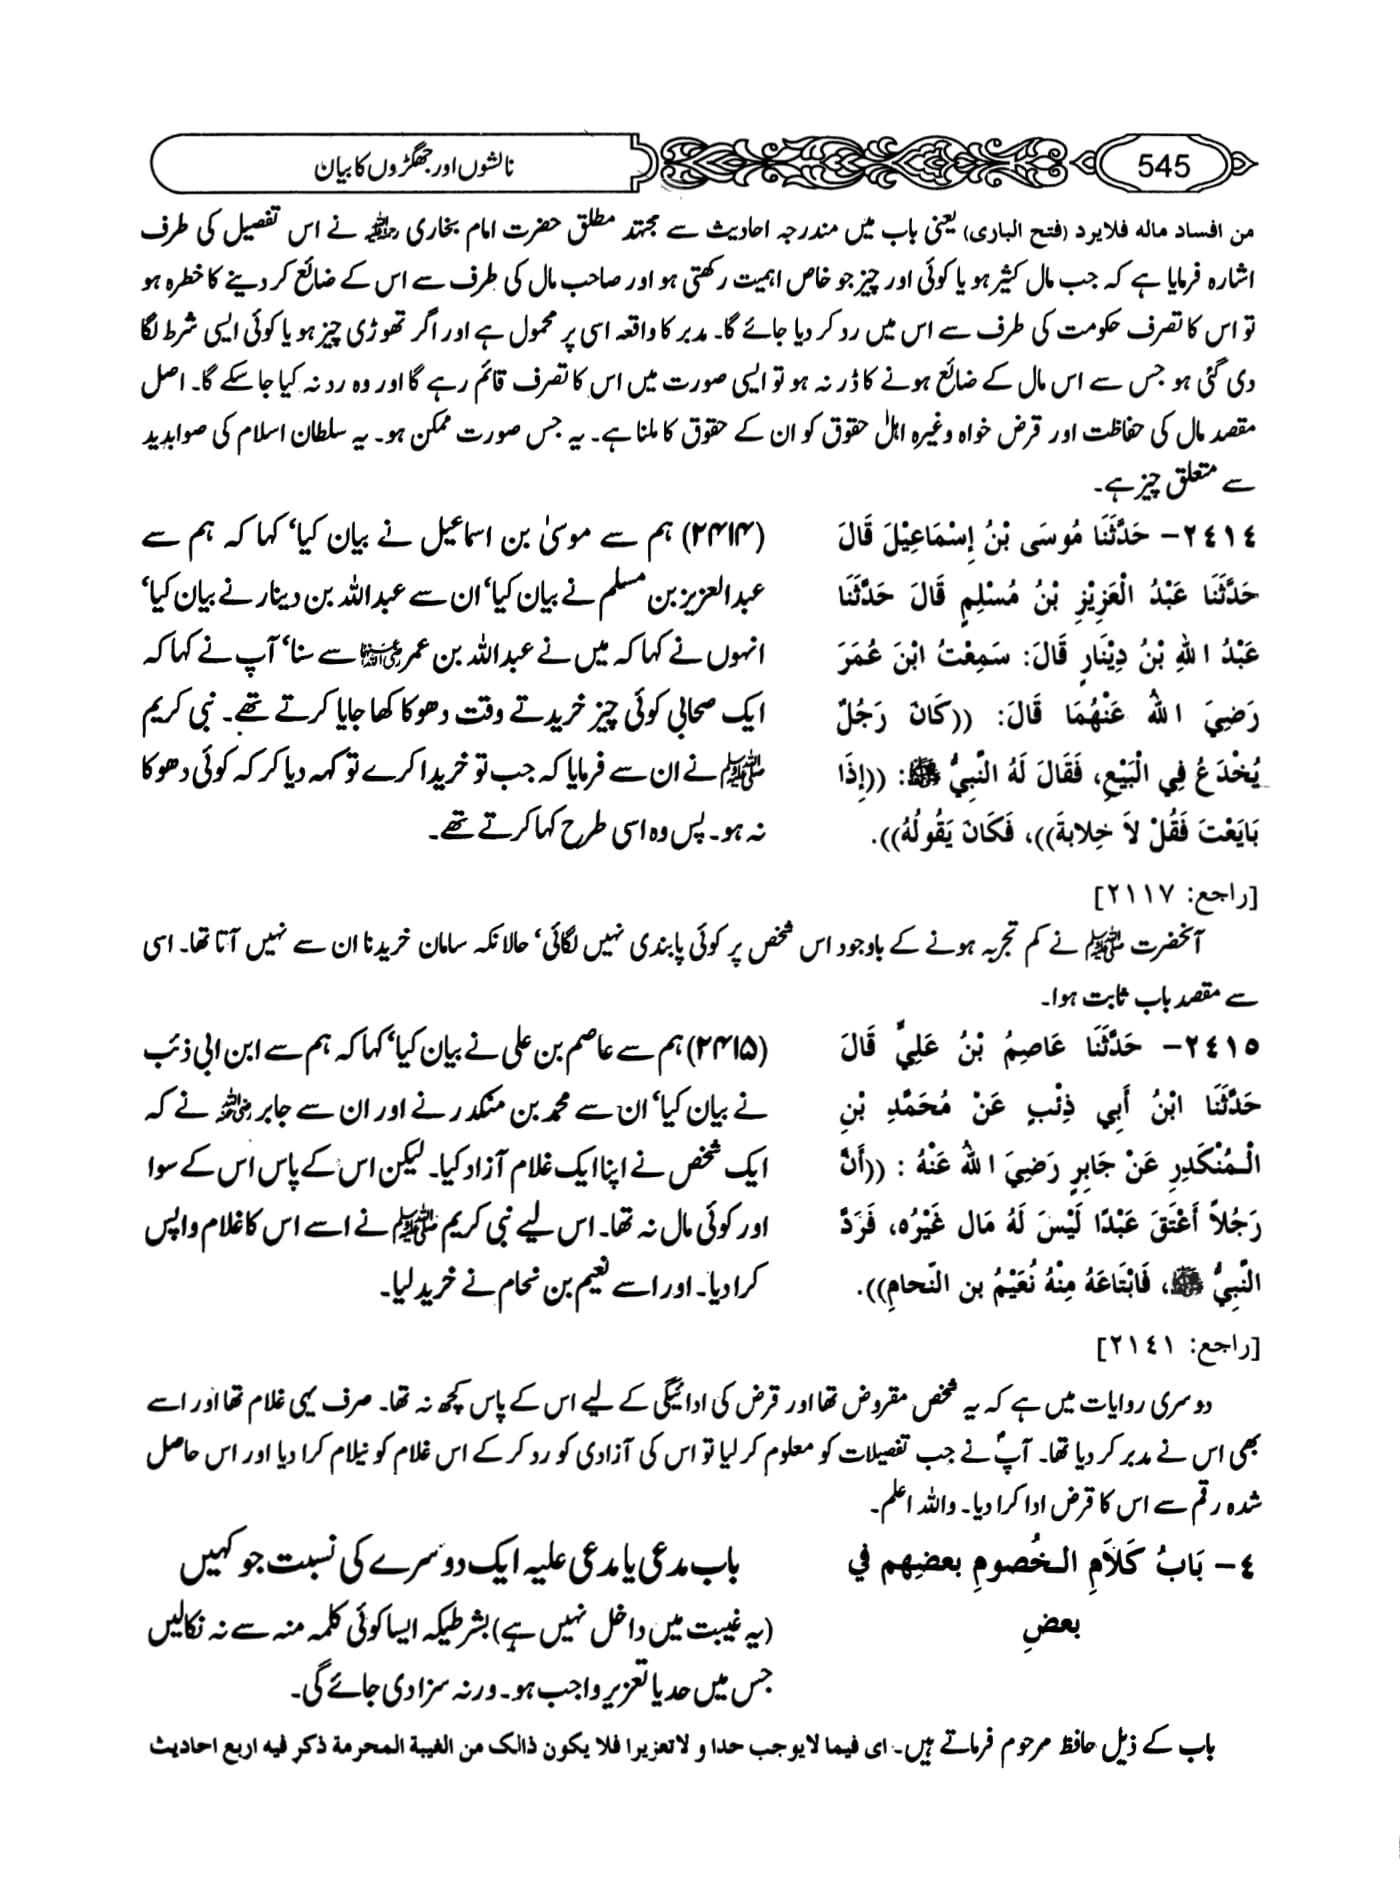 545
نالشوں اور جھگڑوں کا بیان
من افساد ماله فلايرد (فتح الباری) یعنی باب میں مندرجہ احادیث سے مجتہد مطلق حضرت امام بخاری رحمہ اللہ نے اس تفصیل کی طرف
اشارہ فرمایا ہے کہ جب مال کثیر ہو یا کوئی اور چیز جو خاص اہمیت رکھتی ہو اور صاحب مال کی طرف سے اس کے ضائع کر دینے کا خطرہ ہو
تو اس کا تصرف حکومت کی طرف سے اس میں رد کر دیا جائے گا۔ مدبر کا واقعہ اسی پر محمول ہے اور اگر تھوڑی چیز ہو یا کوئی ایسی شرط لگا
دی گئی ہو جس سے اس مال کے ضائع ہونے کا ڈر نہ ہو تو ایسی صورت میں اس کا تصرف قائم رہے گا اور وہ رد نہ کیا جا سکے گا۔ اصل
مقصد مال کی حفاظت اور قرض خواہ وغیرہ اہل حقوق کو ان کے حقوق کا ملنا ہے۔ یہ جس صورت ممکن ہو۔ یہ سلطان اسلام کی صوابدید
سے متعلق چیز ہے۔
٢٤١٤- حَدَّثَنَا مُوسَى بْنُ إِسْمَاعِيْلَ قَالَ
حَدَّثَنَا عَبْدُ الْعَزِيْزِ بْنُ مُسْلِمٍ قَالَ حَدَّثَنَا
عَبْدُ اللهِ بْنُ دِيْنَارٍ قَالَ: سَمِعْتُ ابْنَ عُمَرَ
رَضِيَ اللهُ عَنْهُمَا قَالَ: ((كَانَ رَجُلٌ
يُخْدَعُ فِي الْبَيْعِ، فَقَالَ لَهُ النَّبِيُّ ﷺ: ((إِذَا
بَايَعْتَ فَقُلْ لاَ خِلابةَ))، فَكَانَ يَقُولُهُ)).
[راجع: ٢١١٧]
(۲۴۱۴) ہم سے موسیٰ بن اسماعیل نے بیان کیا‘ کہا کہ ہم سے
عبدالعزیز بن مسلم نے بیان کیا‘ ان سے عبداللہ بن دینار نے بیان کیا‘
انہوں نے کہا کہ میں نے عبداللہ بن عمر رضی اللہ عنہما سے سنا‘ آپ نے کہا کہ
ایک صحابی کوئی چیز خریدتے وقت دھوکا کھا جایا کرتے تھے۔ نبی کریم
ﷺ نے ان سے فرمایا کہ جب تو خریدا کرے تو کہہ دیا کر کہ کوئی دھوکا
نہ ہو۔ پس وہ اسی طرح کہا کرتے تھے۔
آنحضرت ﷺ نے کم تجربہ ہونے کے باوجود اس شخص پر کوئی پابندی نہیں لگائی‘ حالانکہ سامان خریدنا ان سے نہیں آتا تھا۔ اسی
سے مقصد باب ثابت ہوا۔
٢٤١٥- حَدَّثَنَا عَاصِمُ بْنُ عَلِيٍّ قَالَ
حَدَّثَنَا ابْنُ أَبِي ذِئْبٍ عَنْ مُحَمَّدِ بْنِ
الْمُنْكَدِرِ عَنْ جَابِرٍ رَضِيَ اللهُ عَنْهُ : ((أَنَّ
رَجُلاً أَعْتَقَ عَبْدًا لَيْسَ لَهُ مَال غَيْرُه، فَرَدَّ
النَّبِيُّ ﷺ، فَابْتَاعَهُ مِنْهُ نُعَيْمُ بن النَّحامِ)).
[راجع: ٢١٤١]
(۲۴۱۵) ہم سے عاصم بن علی نے بیان کیا‘ کہا کہ ہم سے ابن ابی ذئب
نے بیان کیا‘ ان سے محمد بن منکدر نے اور ان سے جابر رضی اللہ عنہ نے کہ
ایک شخص نے اپنا ایک غلام آزاد کیا۔ لیکن اس کے پاس اس کے سوا
اور کوئی مال نہ تھا۔ اس لیے نبی کریم ﷺ نے اسے اس کا غلام واپس
کرا دیا۔ اور اسے نعیم بن نحام نے خرید لیا۔
دوسری روایات میں ہے کہ یہ شخص مقروض تھا اور قرض کی ادائیگی کے لیے اس کے پاس کچھ نہ تھا۔ صرف یہی غلام تھا اور اسے
بھی اس نے مدبر کر دیا تھا۔ آپؐ نے جب تفصیلات کو معلوم کر لیا تو اس کی آزادی کو رد کر کے اس غلام کو نیلام کرا دیا اور اس حاصل
شدہ رقم سے اس کا قرض ادا کرا دیا۔ واللہ اعلم۔
٤- بَابُ كَلاَمِ الخُصومِ بعضِهم في
بعضٍ
باب مدعی یا مدعی علیہ ایک دوسرے کی نسبت جو کہیں
(یہ غیبت میں داخل نہیں ہے) بشرطیکہ ایسا کوئی کلمہ منہ سے نہ نکالیں
جس میں حد یا تعزیر واجب ہو۔ ورنہ سزا دی جائے گی۔
باب کے ذیل حافظ مرحوم فرماتے ہیں۔ ای فیما لایوجب حدا و لاتعزیرا فلا یکون ذالک من الغیبة المحرمة ذکر فیه اربع احادیث